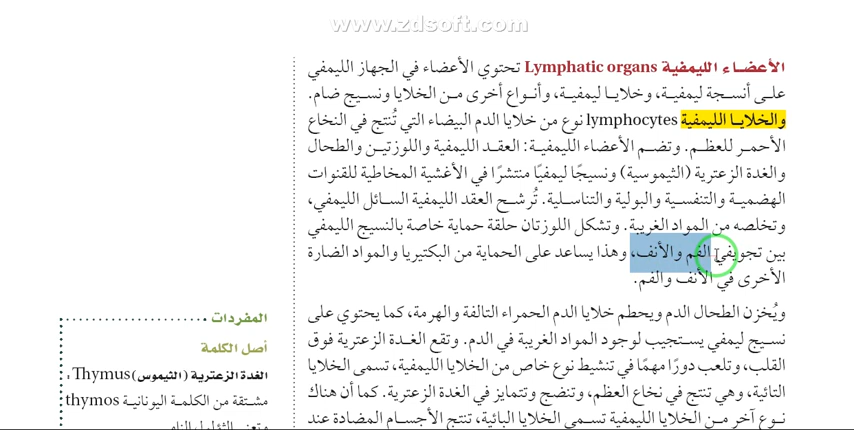 www.zdsoft.com
الأعضاء الليمفية Lymphatic organs تحتوي الأعضاء في الجهاز الليمفي
على أنسجة ليمفية، وخلايا ليمفية، وأنواع أخرى من الخلايا ونسيج ضام.
والخلايا الليمفية lymphocytes نوع من خلايا الدم البيضاء التي تُنتج في النخاع
الأحمر للعظم. وتضم الأعضاء الليمفية: العقد الليمفية واللوزتين والطحال
والغدة الزعترية (الثيموسية) ونسيجًا ليمفيًا منتشرًا في الأغشية المخاطية للقنوات
الهضمية والتنفسية والبولية والتناسلية. تُرشح العقد الليمفية السائل الليمفي،
وتخلصه من المواد الغريبة. وتشكل اللوزتان حلقة حماية خاصة بالنسيج الليمفي
بين تجويفي الفم والأنف، وهذا يساعد على الحماية من البكتيريا والمواد الضارة
الأخرى في الأنف والفم.
ويُخزن الطحال الدم ويحطم خلايا الدم الحمراء التالفة والهرمة، كما يحتوي على
نسيج ليمفي يستجيب لوجود المواد الغريبة في الدم. وتقع الغدة الزعترية فوق
القلب، وتلعب دورًا مهمًا في تنشيط نوع خاص من الخلايا الليمفية، تسمى الخلايا
التائية، وهي تنتج في نخاع العظم، وتنضج وتتمايز في الغدة الزعترية. كما أن هناك
نوع آخر من الخلايا الليمفية تسمى الخلايا البائية، تنتج الأجسام المضادة عند
المفردات
أصل الكلمة
الغدة الزعترية (الثيموس) Thymus:
مشتقة من الكلمة اليونانية thymos